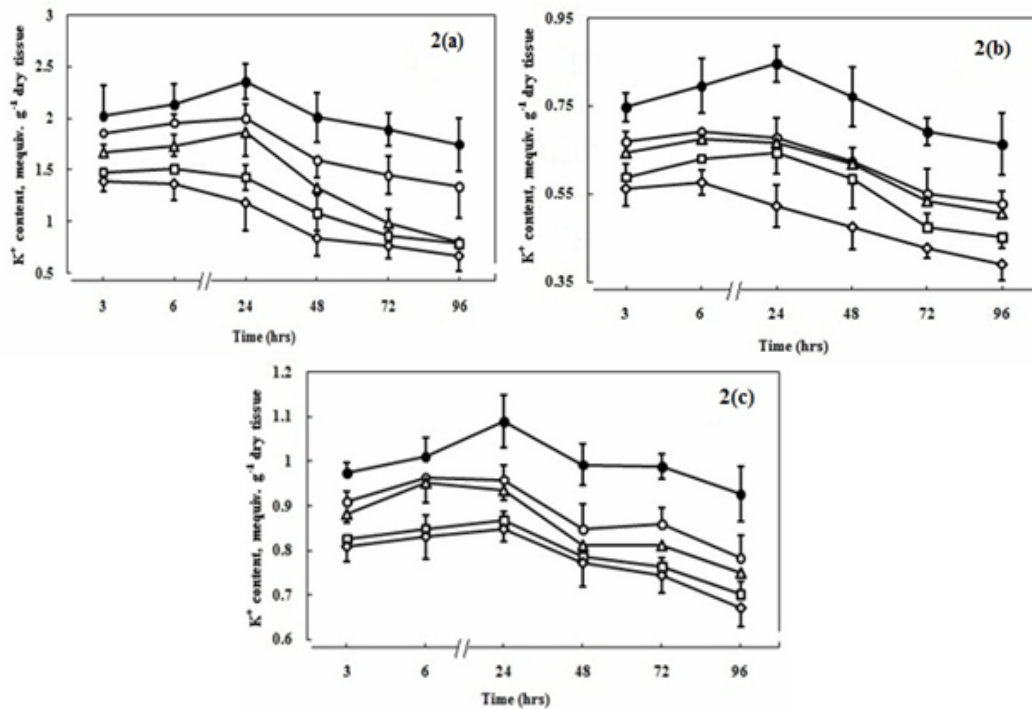 2(a)
K⁺ content, mequiv. g⁻¹ dry tissue
3
2.5
2
1.5
1
0.5
3 6 24 48 72 96
Time (hrs)
2(b)
K⁺ content, mequiv. g⁻¹ dry tissue
0.95
0.75
0.55
0.35
3 6 24 48 72 96
Time (hrs)
2(c)
K⁺ content, mequiv. g⁻¹ dry tissue
1.2
1.1
1
0.9
0.8
0.7
0.6
3 6 24 48 72 96
Time (hrs)